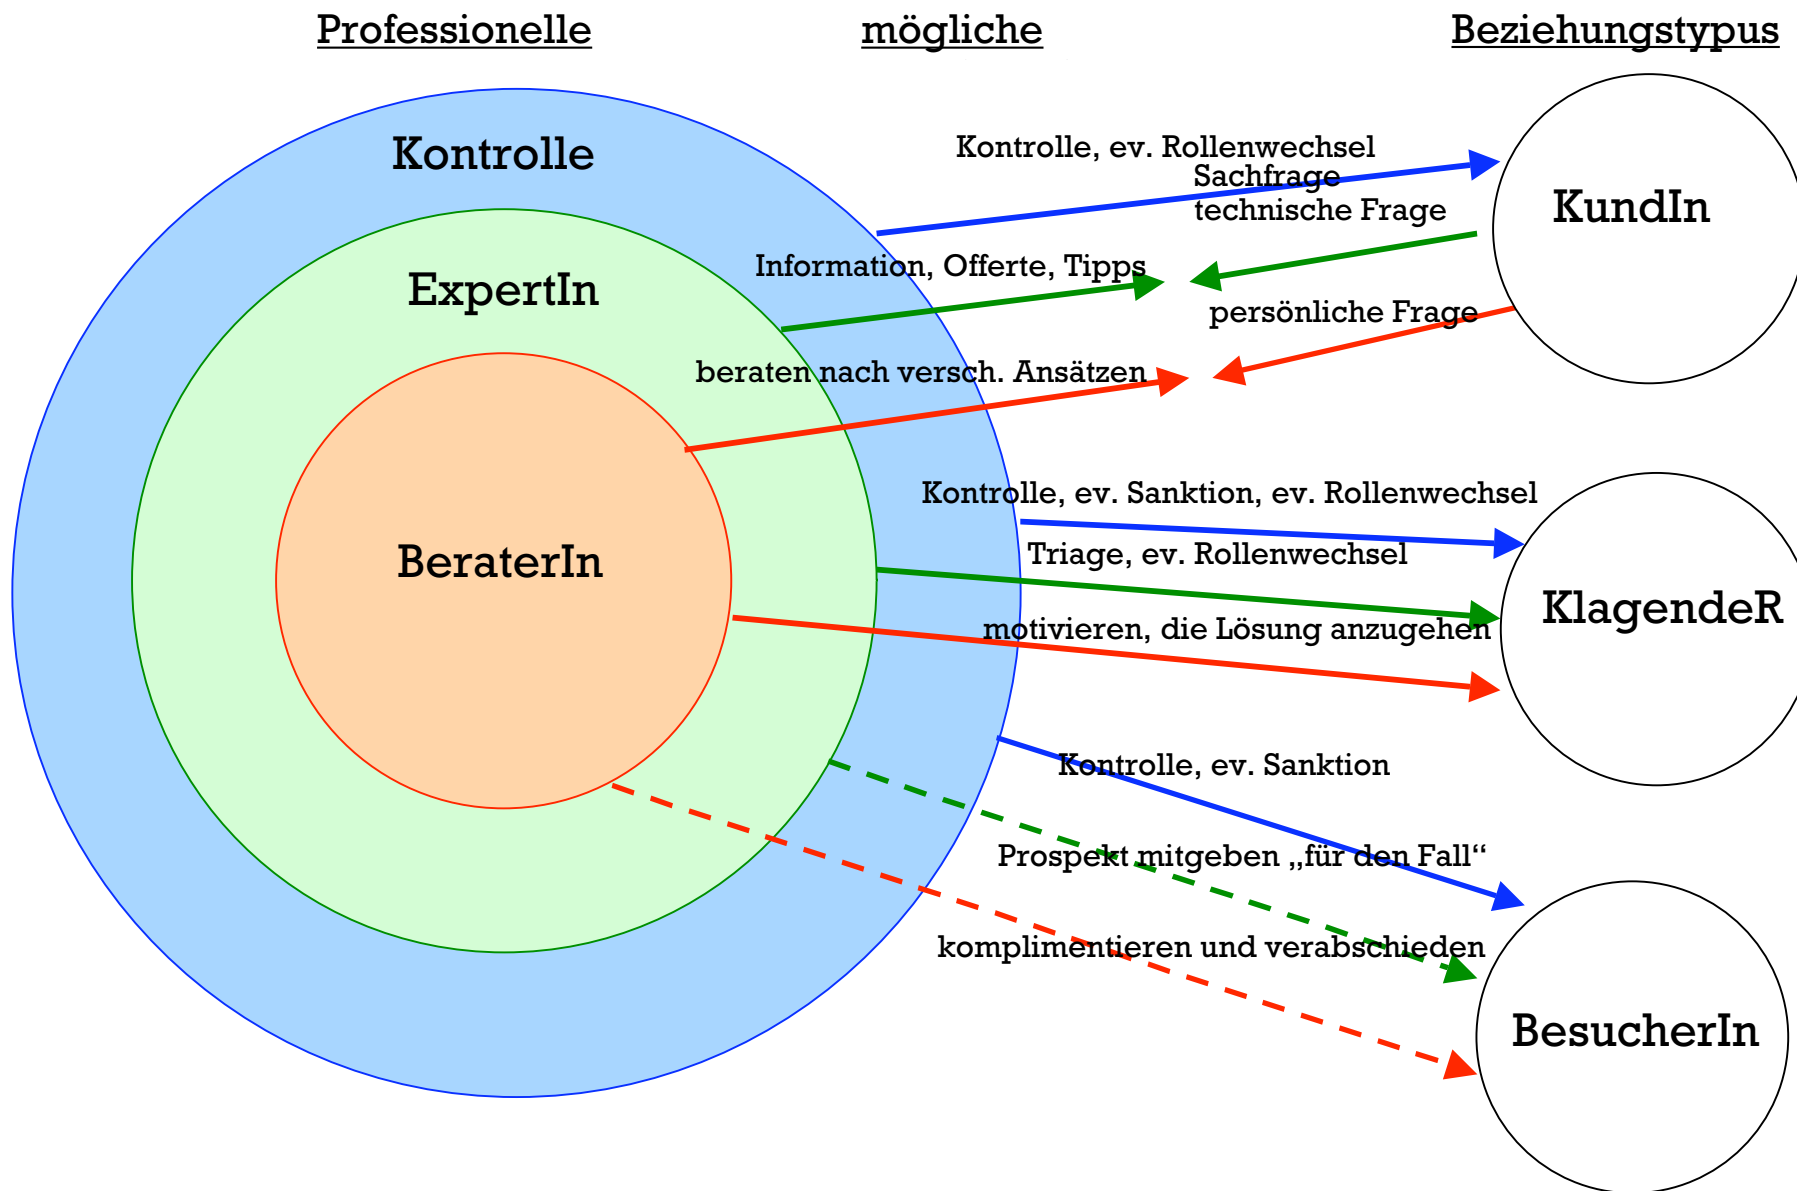 Professionelle
mögliche
Beziehungstypus
Kontrolle
ExpertIn
BeraterIn
Kontrolle, ev. Rollenwechsel
Sachfrage
technische Frage
Information, Offerte, Tipps
persönliche Frage
beraten nach versch. Ansätzen
KundIn
Kontrolle, ev. Sanktion, ev. Rollenwechsel
Triage, ev. Rollenwechsel
motivieren, die Lösung anzugehen
KlagendeR
Kontrolle, ev. Sanktion
Prospekt mitgeben „für den Fall“
komplimentieren und verabschieden
BesucherIn